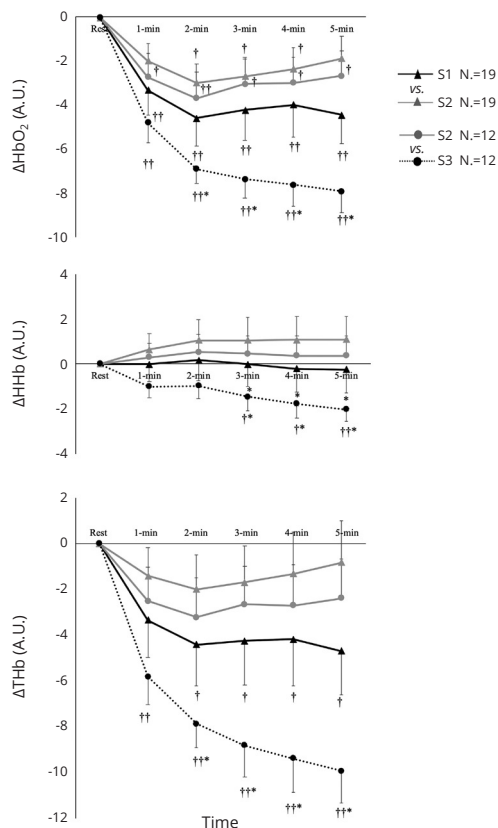 0
Rest
1-min
2-min
3-min
4-min
5-min
-2
-4
-6
-8
-10
ΔHbO₂ (A.U.)
†
†
†
†
†
††
†
†
†
††
††
††
††
††
††
††*
††*
††*
††*
S1 N.=19
vs.
S2 N.=19
S2 N.=12
vs.
S3 N.=12
4
2
0
-2
-4
ΔHHb (A.U.)
Rest
1-min
2-min
3-min
4-min
5-min
*
*
*
†*
†*
††*
2
0
-2
-4
-6
-8
-10
-12
ΔTHb (A.U.)
Rest
1-min
2-min
3-min
4-min
5-min
†
†
†
†
††
††*
††*
††*
††*
Time